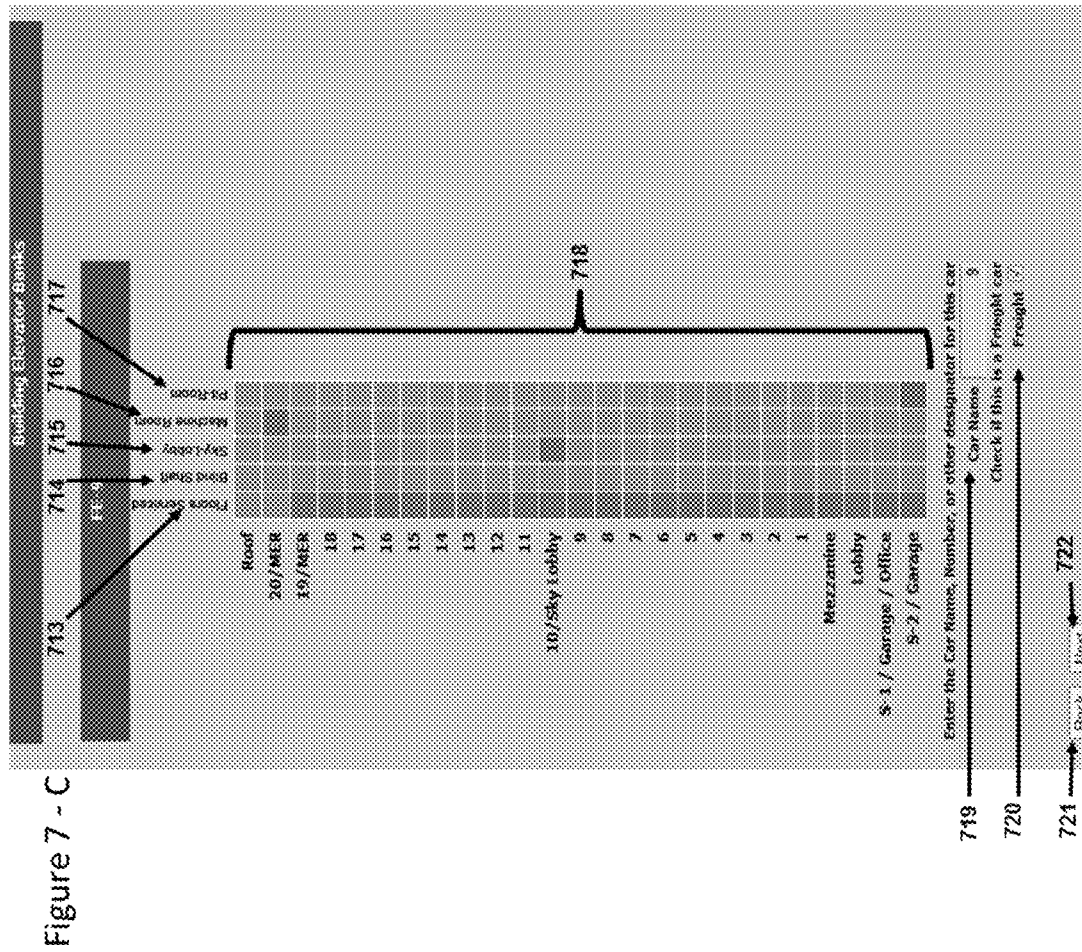 Figure 7 - C
Building Elevator Banks
713
714
715
716
717
Floors Serviced
Blind Shaft
Sky-Lobby
Machine Room
Pit-Room
Roof
20/MER
19/MER
18
17
16
15
14
13
12
11
10/Sky Lobby
9
8
7
6
5
4
3
2
1
Mezzanine
Lobby
S-1 / Garage / Office
S-2 / Garage
718
Enter the Car Name, Number, or other designator for this car
719 Car Name 9
Check if this is a Frieght car
720 Freight
721
722